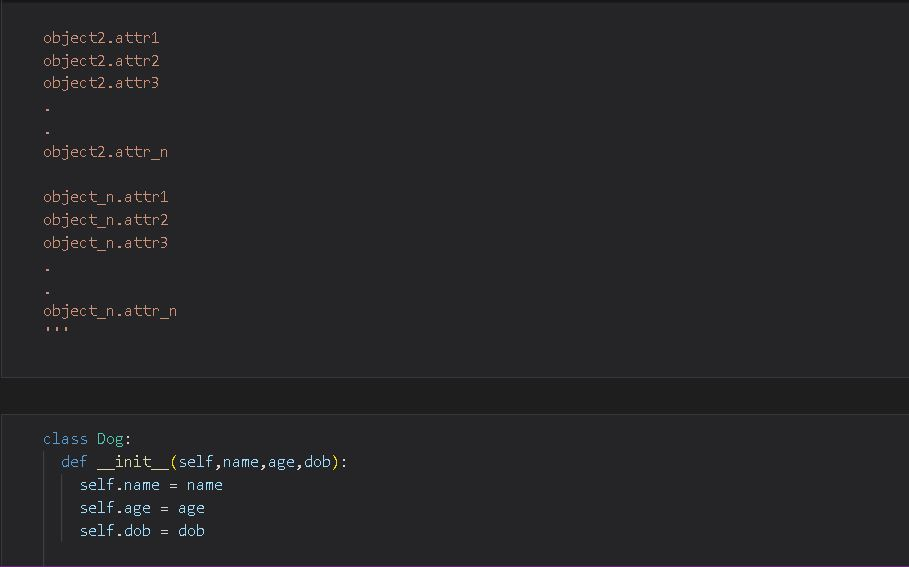 object2.attr1
object2.attr2
object2.attr3
.
.
object2.attr_n
object_n.attr1
object_n.attr2
object_n.attr3
.
.
object_n.attr_n
'''
class Dog:
def __init__(self,name,age,dob):
self.name = name
self.age = age
self.dob = dob